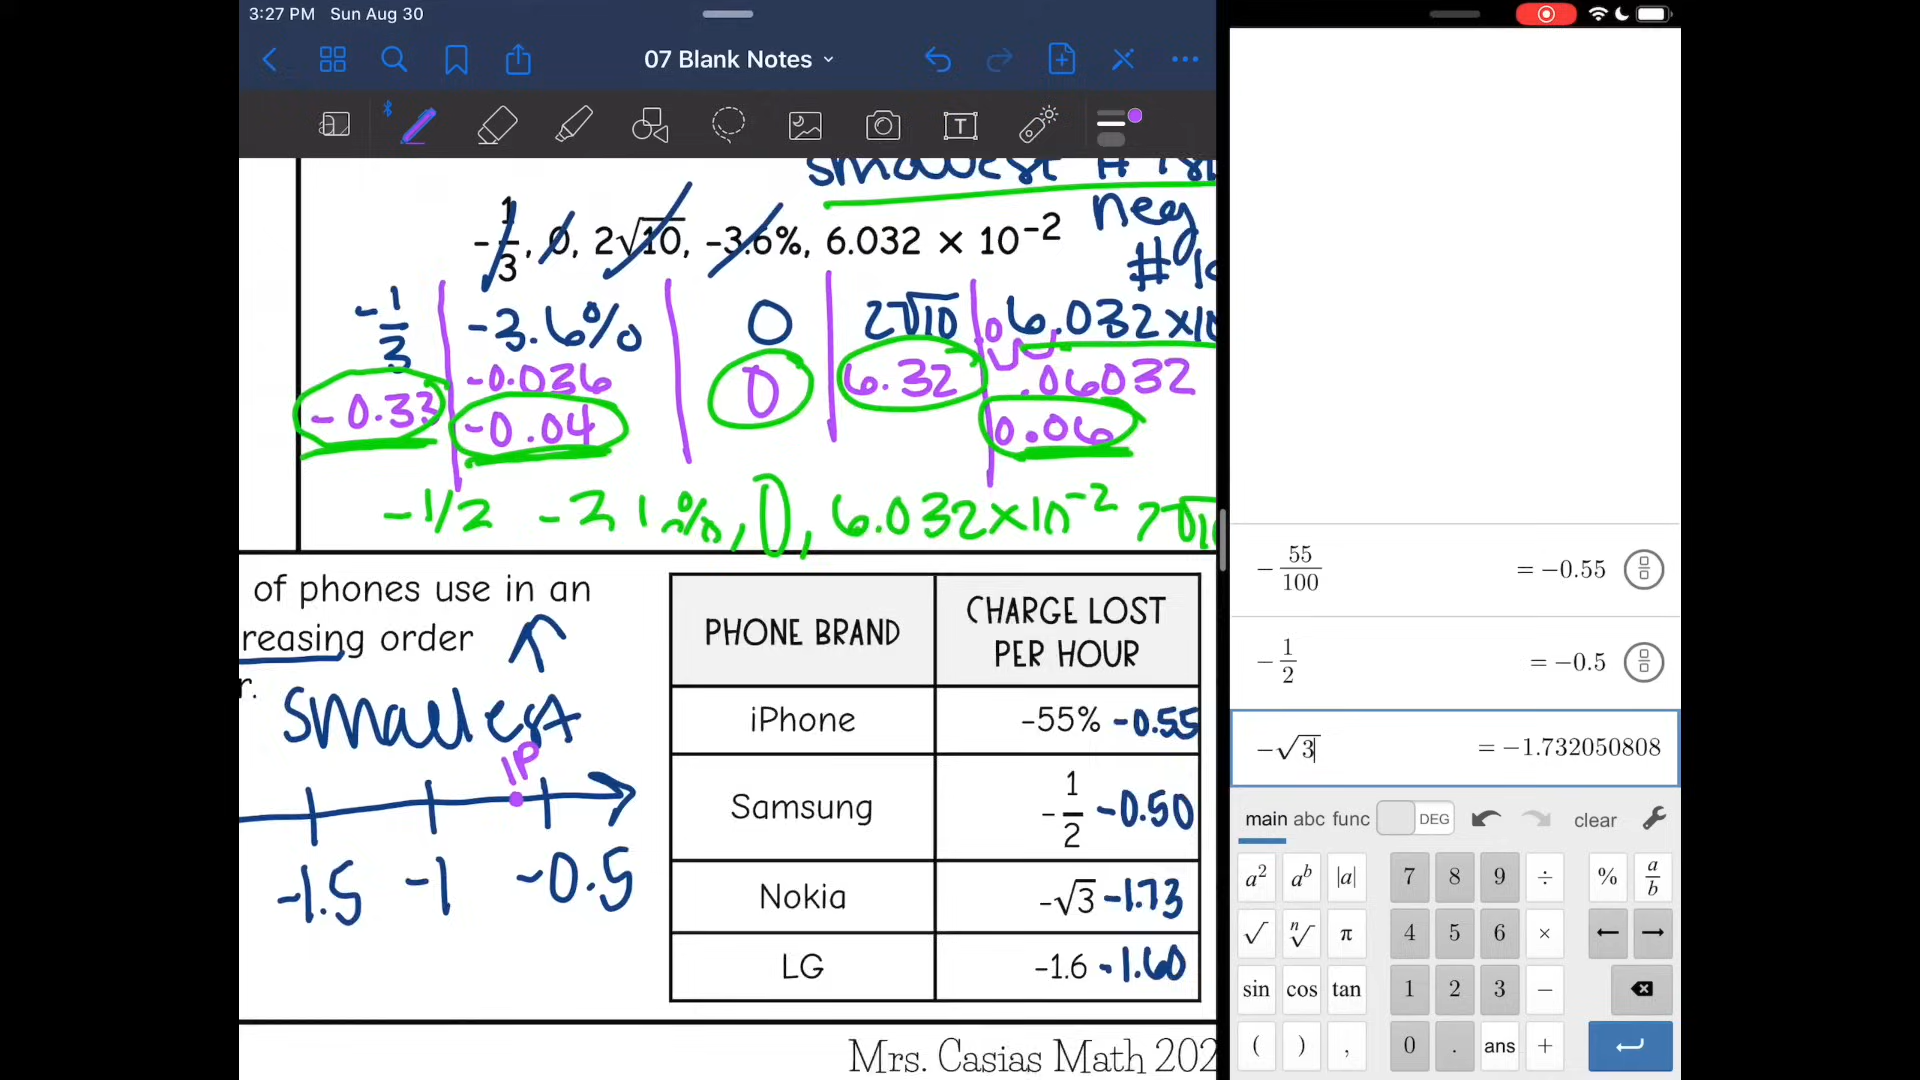 3:27 PM Sun Aug 30
07 Blank Notes
smallest #
neg
#
-1/3, 0, 2√10, -3.6%, 6.032 × 10⁻²
-1/3 -3.6% 0 2√10 6.032×10
-0.036 0 6.32 .06032
-0.33 -0.04 0.06
6.032×10⁻² 2√10
0,
of phones use in an
reasing order
r.
smallest
IP
-1.5 -1 -0.5
PHONE BRAND CHARGE LOST PER HOUR
iPhone -55% -0.55
Samsung -1/2 -0.50
Nokia -√3 -1.73
LG -1.6 -1.60
Mrs. Casias Math 202
-55/100 = -0.55
-1/2 = -0.5
-√3 = -1.732050808
main abc func DEG clear
a² aᵇ |a| 7 8 9 ÷ % a/b
√ ⁿ√ π 4 5 6 × ← →
sin cos tan 1 2 3 −
( ) , 0 . ans +